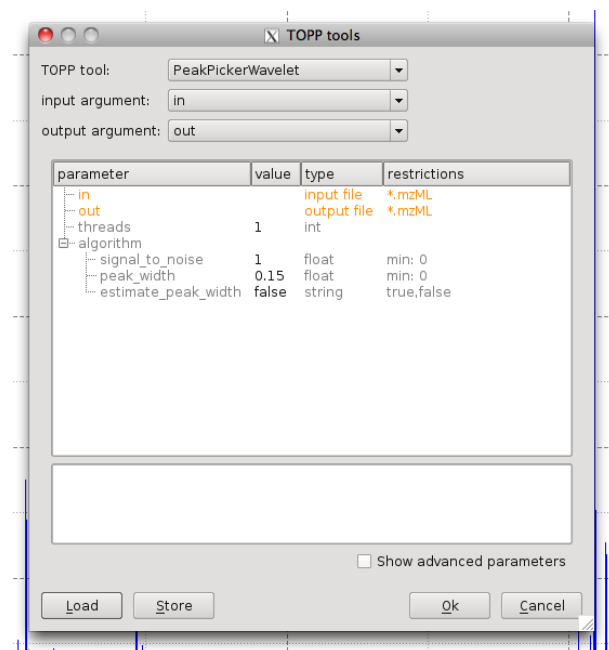 TOPP tools
TOPP tool: PeakPickerWavelet
input argument: in
output argument: out
parameter value type restrictions
in input file *.mzML
out output file *.mzML
threads 1 int
algorithm
signal_to_noise 1 float min: 0
peak_width 0.15 float min: 0
estimate_peak_width false string true,false
Show advanced parameters
Load Store Ok Cancel